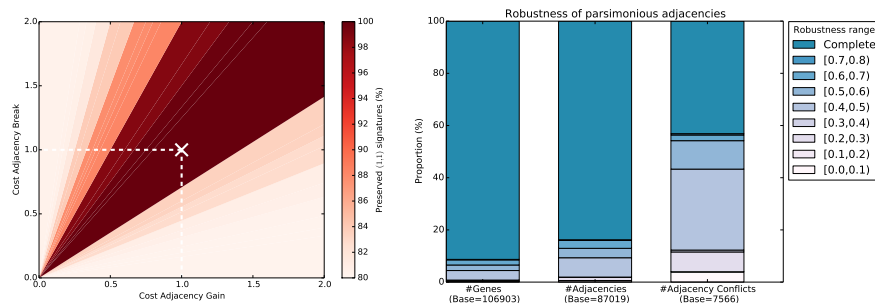 2.0
1.5
1.0
0.5
0.0
0.0
0.5
1.0
1.5
2.0
Cost Adjacency Break
Cost Adjacency Gain
100
98
96
94
92
90
88
86
84
82
80
Preserved (1,1) signatures (%)
Robustness of parsimonious adjacencies
100
80
60
40
20
0
Proportion (%)
#Genes
(Base=106903)
#Adjacencies
(Base=87019)
#Adjacency Conflicts
(Base=7566)
Robustness range
Complete
[0.7,0.8)
[0.6,0.7)
[0.5,0.6)
[0.4,0.5)
[0.3,0.4)
[0.2,0.3)
[0.1,0.2)
[0.0,0.1)